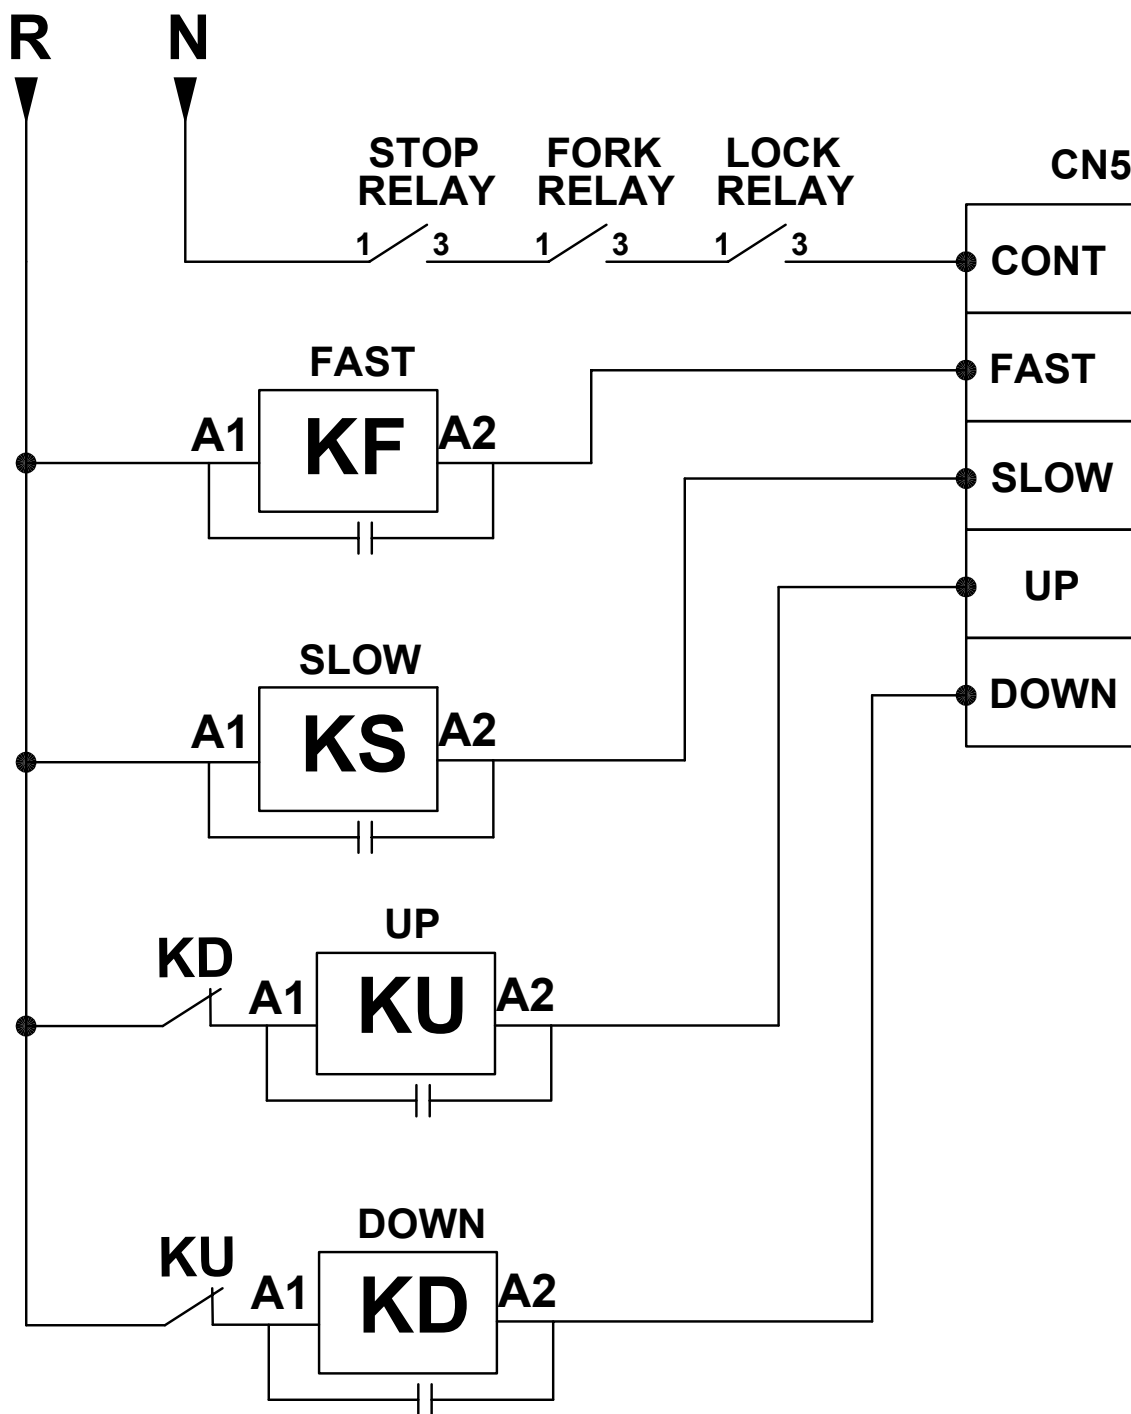 R N
STOP FORK LOCK
RELAY RELAY RELAY
CN5
1 3 1 3 1 3
CONT
FAST
FAST
A1 KF A2
SLOW
UP
SLOW
A1 KS A2
DOWN
UP
KD A1 KU A2
DOWN
KU A1 KD A2